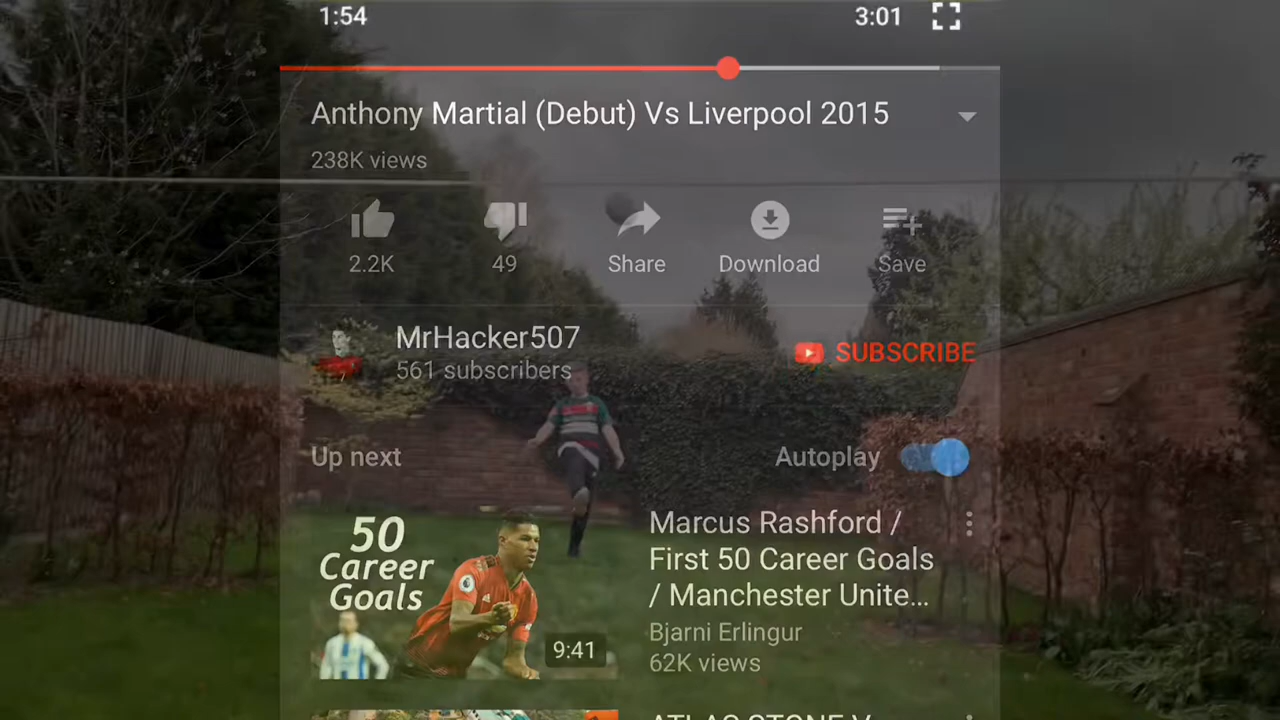 1:54
3:01
Anthony Martial (Debut) Vs Liverpool 2015
238K views
2.2K
49
Share
Download
Save
MrHacker507
561 subscribers
SUBSCRIBE
Up next
Autoplay
50
Career
Goals
9:41
Marcus Rashford /
First 50 Career Goals
/ Manchester Unite...
Bjarni Erlingur
62K views